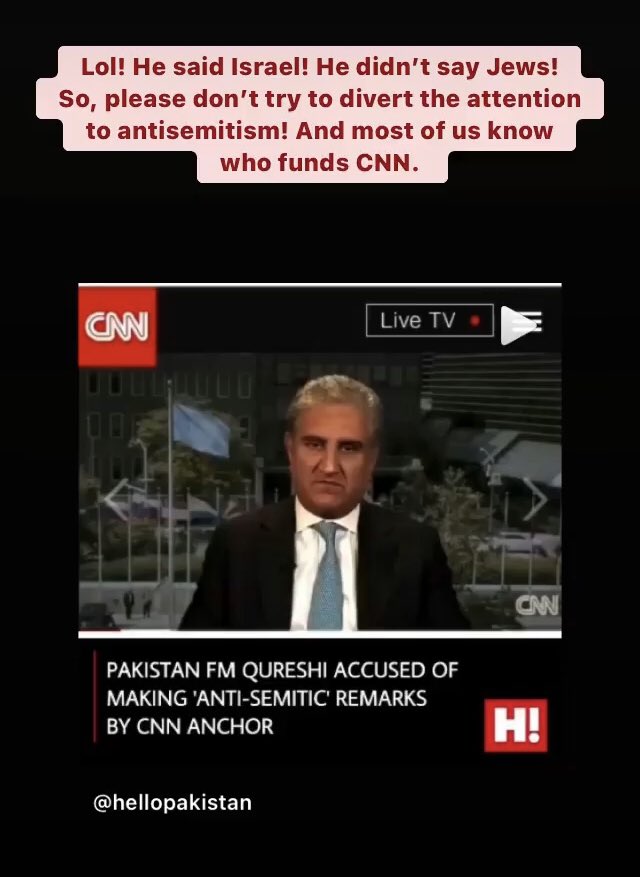 Lol! He said Israel! He didn’t say Jews!
So, please don’t try to divert the attention
to antisemitism! And most of us know
who funds CNN.
CNN
Live TV
CNN
PAKISTAN FM QURESHI ACCUSED OF
MAKING 'ANTI-SEMITIC' REMARKS
BY CNN ANCHOR
H!
@hellopakistan